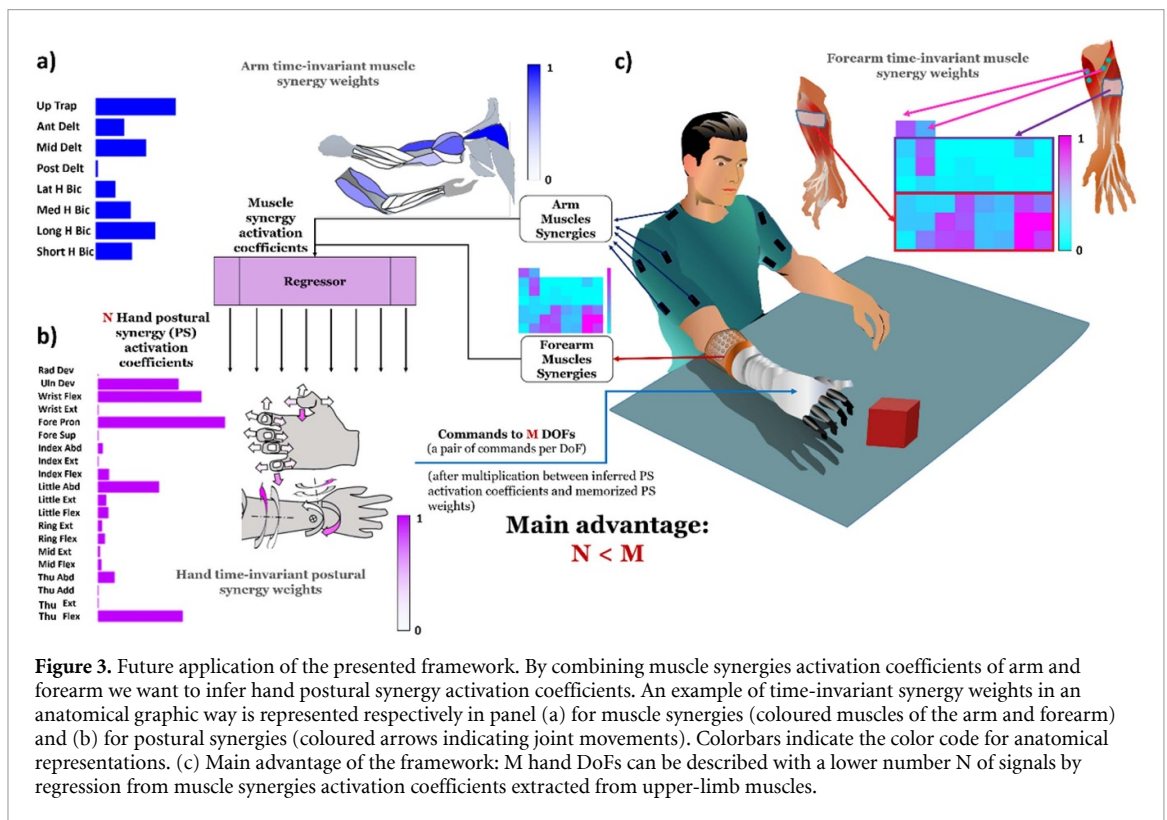 a)
Arm time-invariant muscle
synergy weights
1
0
Up Trap
Ant Delt
Mid Delt
Post Delt
Lat H Bic
Med H Bic
Long H Bic
Short H Bic
Muscle
synergy
activation
coefficients
Regressor
Arm
Muscles
Synergies
Forearm
Muscles
Synergies
c)
Forearm time-invariant muscle
synergy weights
1
0
b)
N Hand postural
synergy (PS)
activation
coefficients
Rad Dev
Uln Dev
Wrist Flex
Wrist Ext
Fore Pron
Fore Sup
Index Abd
Index Ext
Index Flex
Little Abd
Little Ext
Little Flex
Ring Ext
Ring Flex
Mid Ext
Mid Flex
Thu Abd
Thu Add
Thu Ext
Thu Flex
Hand time-invariant postural
synergy weights
1
0
Commands to M DOFs
(a pair of commands per DoF)
(after multiplication between inferred PS
activation coefficients and memorized PS
weights)
Main advantage:
N < M
Figure 3. Future application of the presented framework. By combining muscle synergies activation coefficients of arm and
forearm we want to infer hand postural synergy activation coefficients. An example of time-invariant synergy weights in an
anatomical graphic way is represented respectively in panel (a) for muscle synergies (coloured muscles of the arm and forearm)
and (b) for postural synergies (coloured arrows indicating joint movements). Colorbars indicate the color code for anatomical
representations. (c) Main advantage of the framework: M hand DoFs can be described with a lower number N of signals by
regression from muscle synergies activation coefficients extracted from upper-limb muscles.